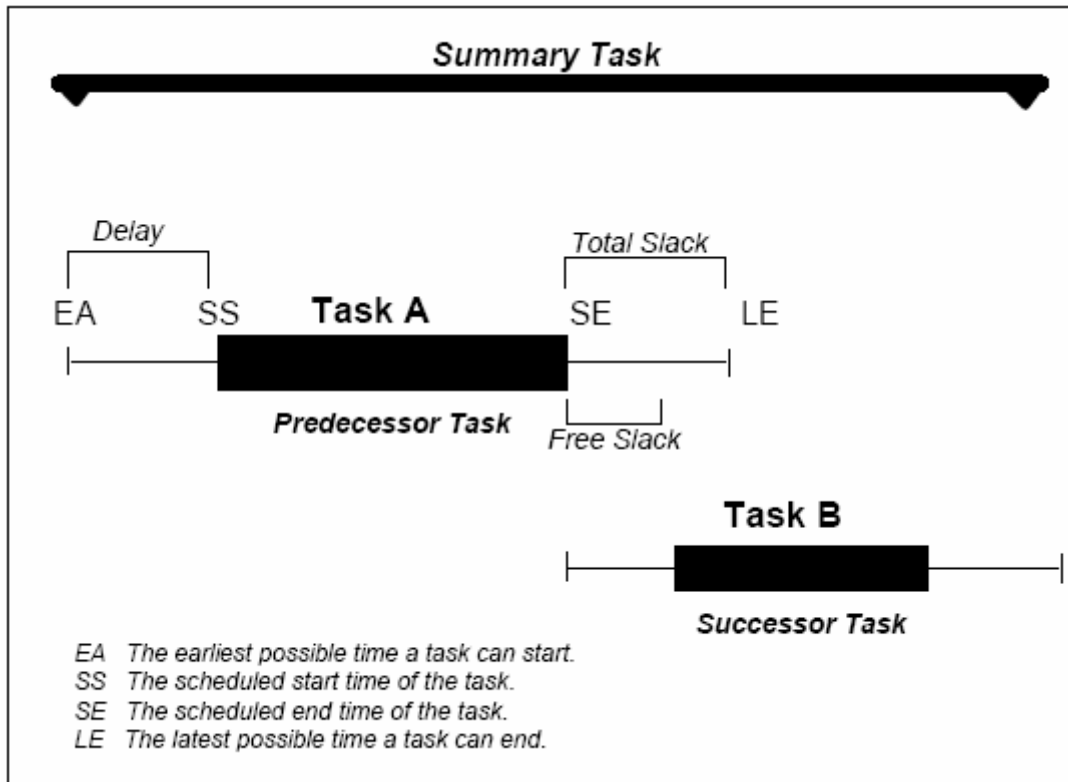 Summary Task
Delay
Total Slack
EA SS Task A SE LE
Predecessor Task
Free Slack
Task B
Successor Task
EA The earliest possible time a task can start.
SS The scheduled start time of the task.
SE The scheduled end time of the task.
LE The latest possible time a task can end.